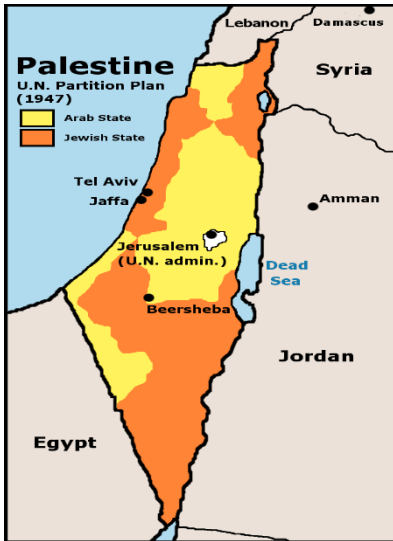 Lebanon
Damascus
Palestine
U.N. Partition Plan
(1947)
Arab State
Jewish State
Syria
Tel Aviv
Jaffa
Amman
Jerusalem
(U.N. admin.)
Dead
Sea
Beersheba
Jordan
Egypt